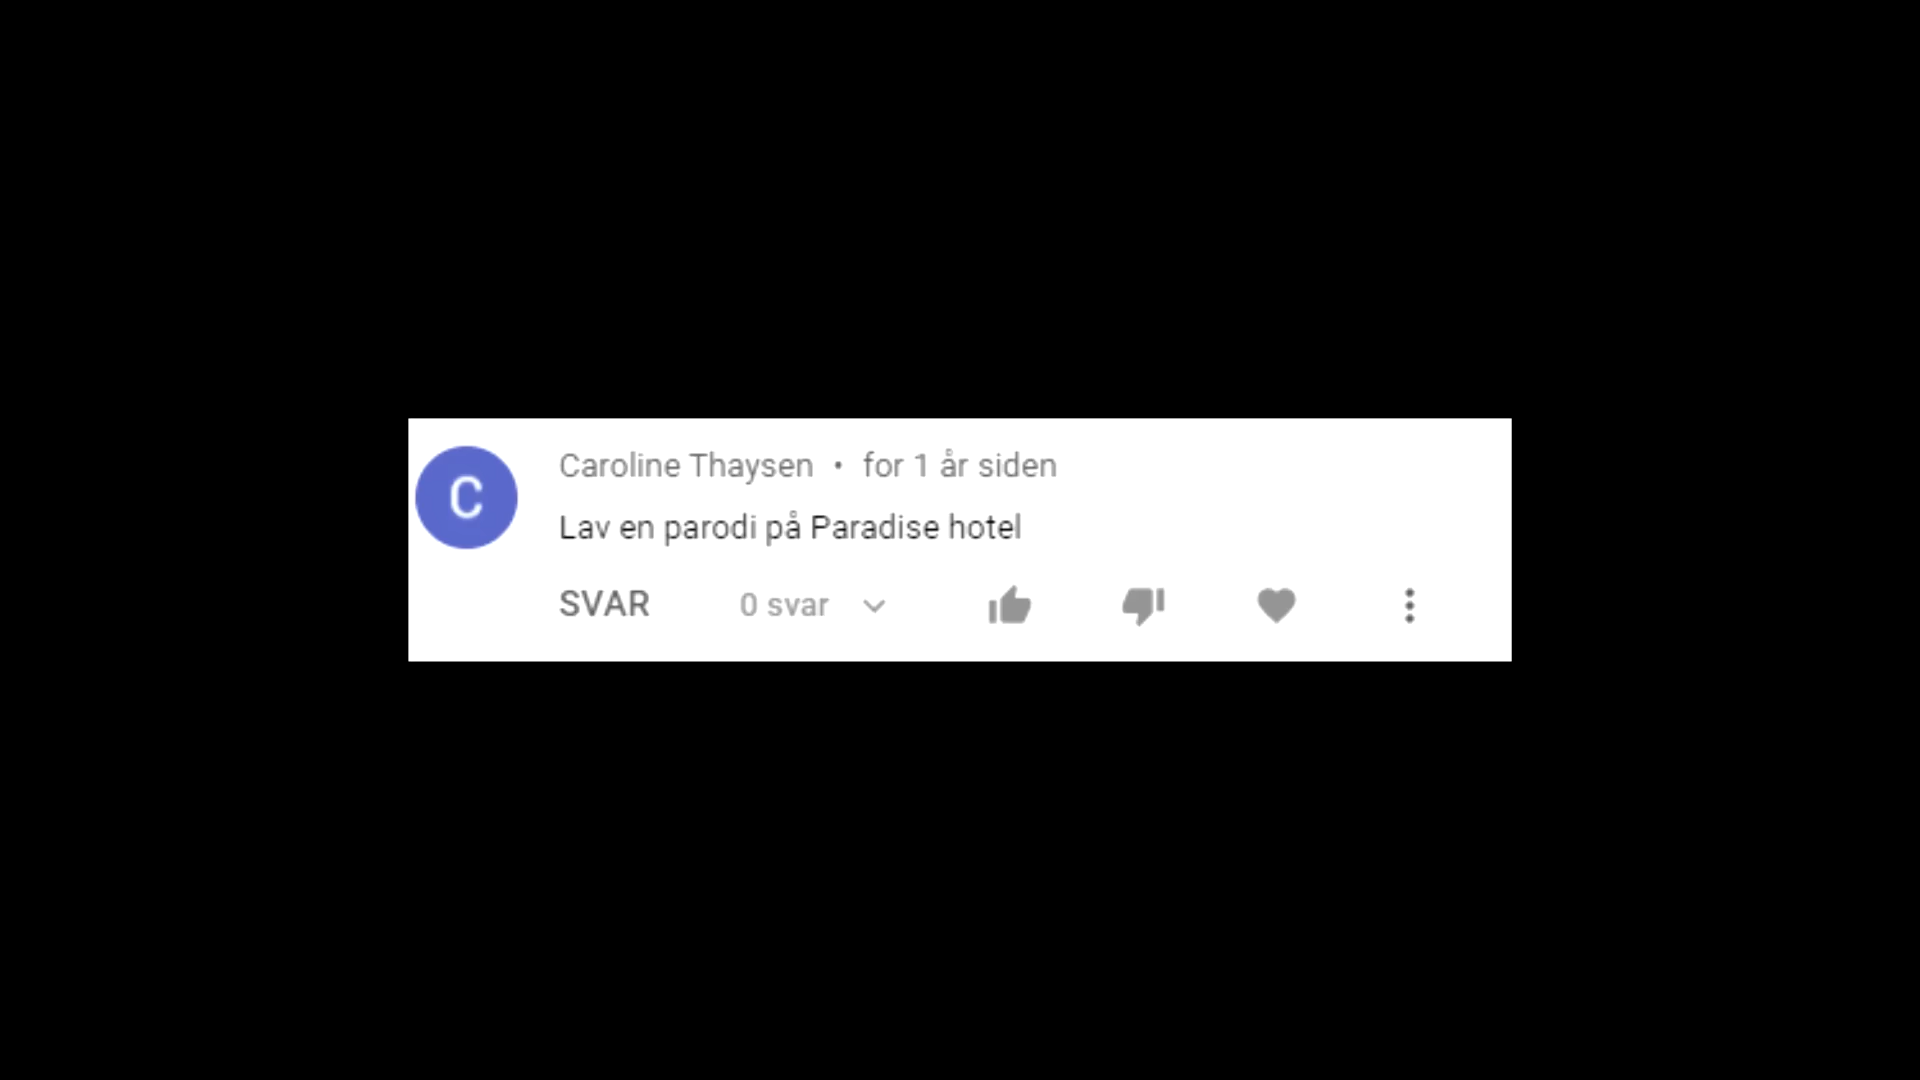 C
Caroline Thaysen • for 1 år siden
Lav en parodi på Paradise hotel
SVAR 0 svar